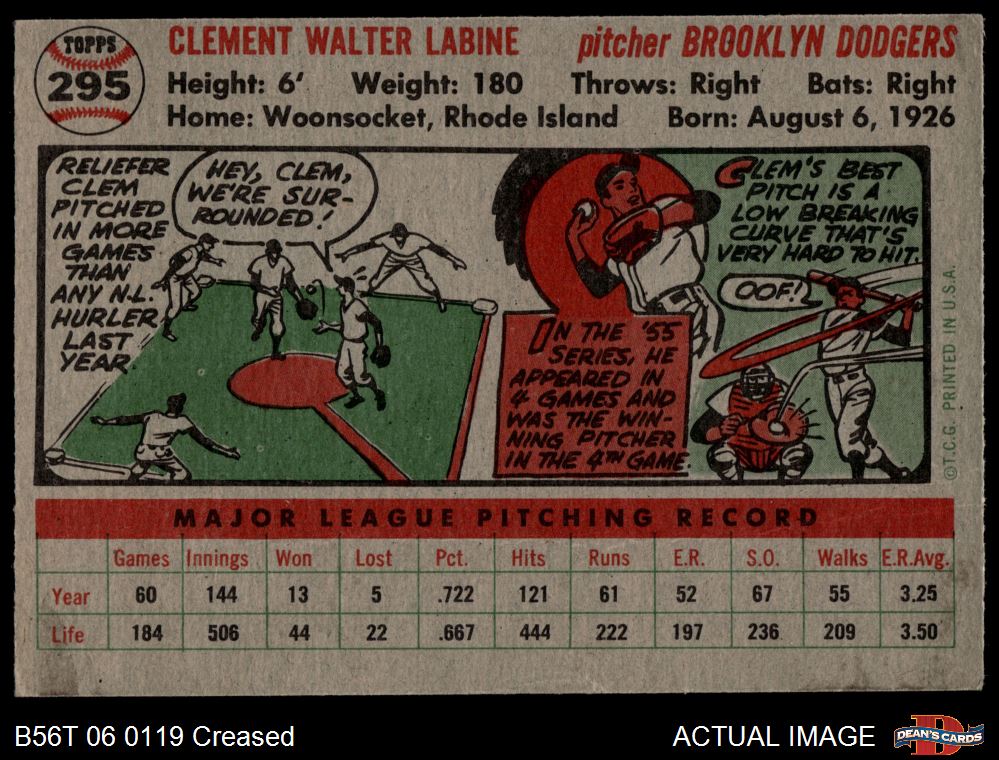 TOPPS
295
CLEMENT WALTER LABINE
pitcher BROOKLYN DODGERS
Height: 6' Weight: 180 Throws: Right Bats: Right
Home: Woonsocket, Rhode Island Born: August 6, 1926
RELIEFER
CLEM
PITCHED
IN MORE
GAMES
THAN
ANY N.L.
HURLER
LAST
YEAR.
HEY, CLEM,
WE'RE SUR-
ROUNDED!
IN THE '55
SERIES, HE
APPEARED IN
4 GAMES AND
WAS THE WIN-
NING PITCHER
IN THE 4TH GAME.
CLEM'S BEST
PITCH IS A
LOW BREAKING
CURVE THAT'S
VERY HARD TO HIT.
OOF!
©T.C.G. PRINTED IN U.S.A.
MAJOR LEAGUE PITCHING RECORD
Games Innings Won Lost Pct. Hits Runs E.R. S.O. Walks E.R.Avg.
Year 60 144 13 5 .722 121 61 52 67 55 3.25
Life 184 506 44 22 .667 444 222 197 236 209 3.50
B56T 06 0119 Creased
ACTUAL IMAGE
DEAN'S CARDS